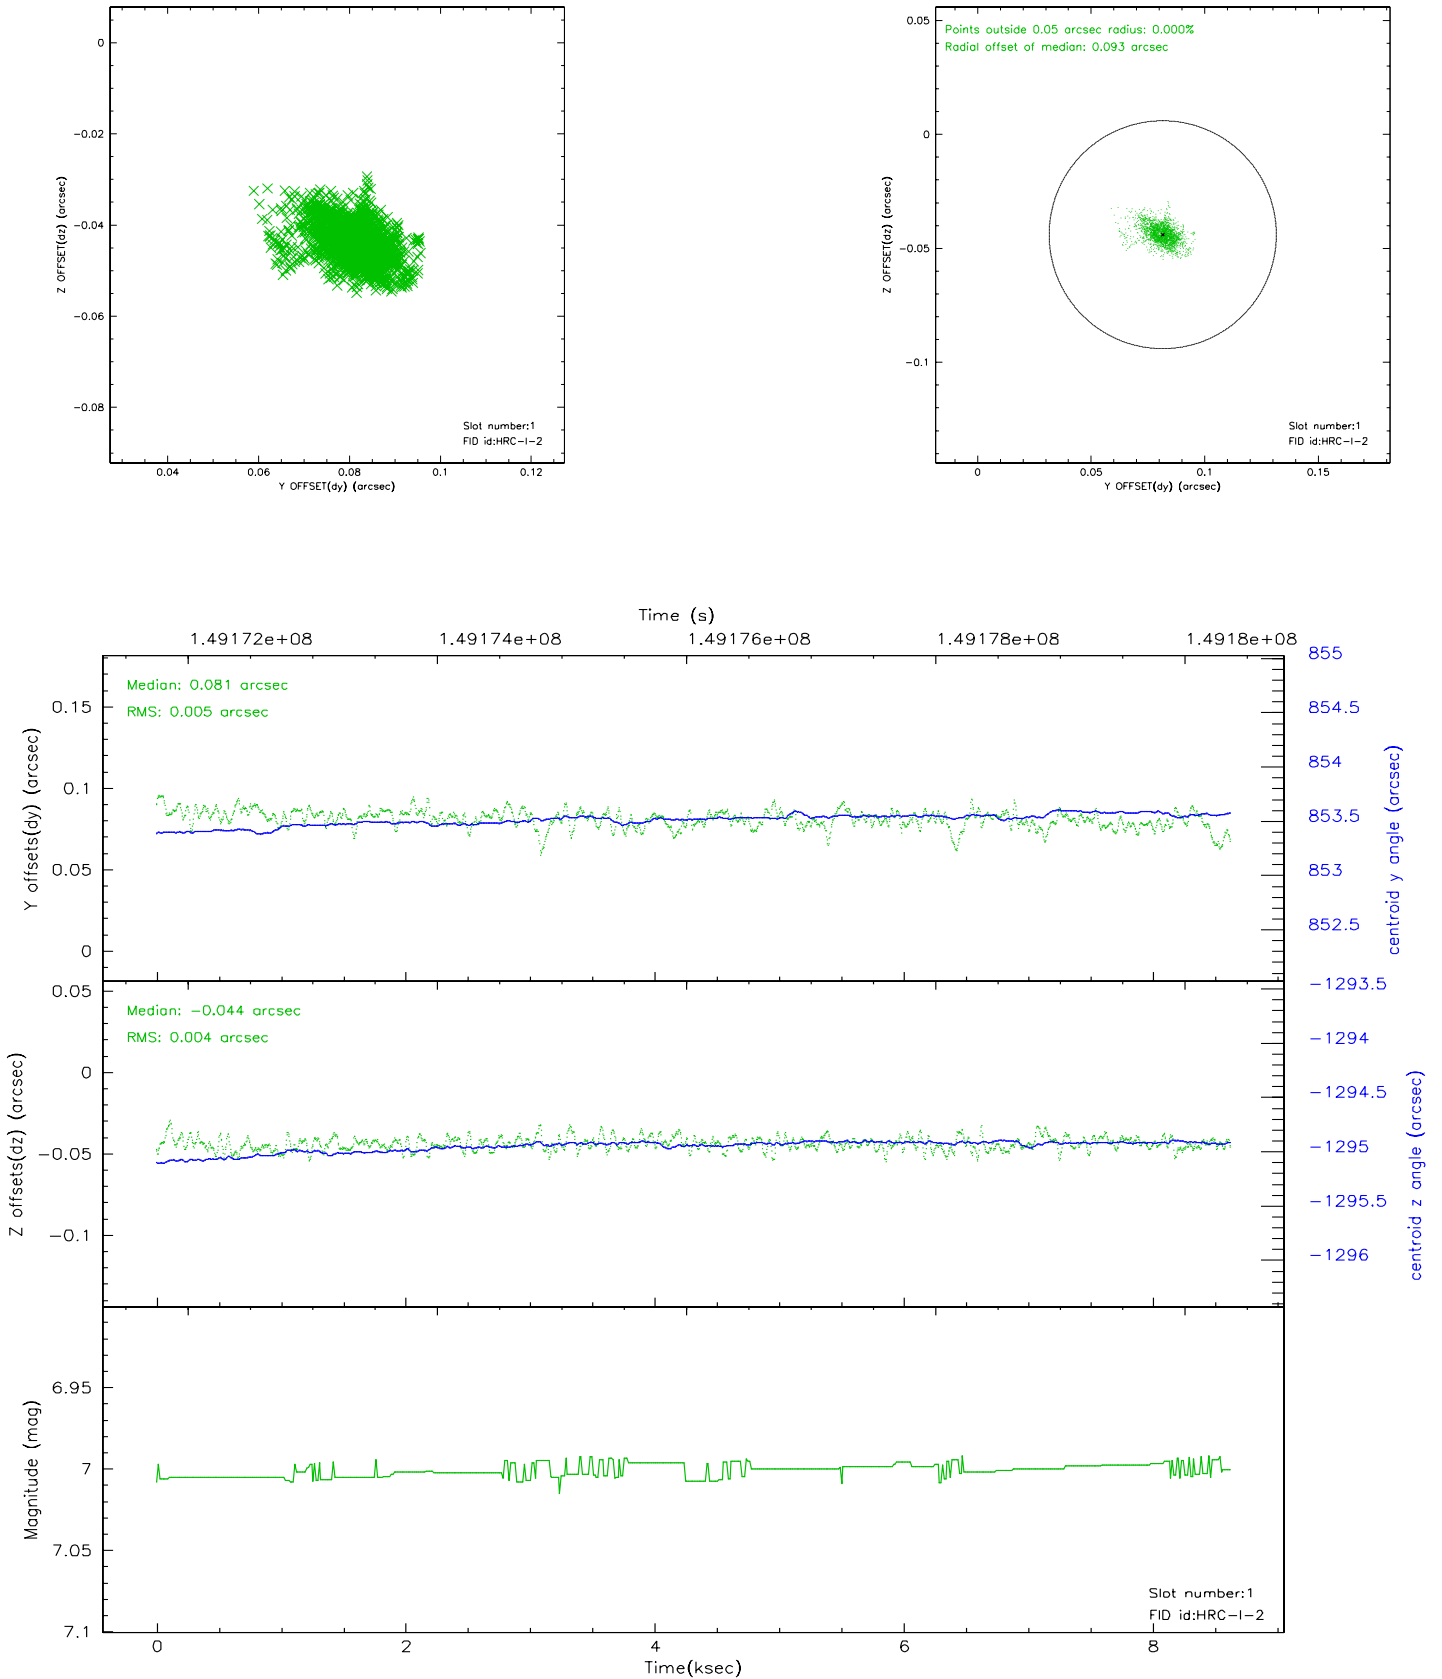 0
−0.02
−0.04
−0.06
−0.08
Z OFFSET(dz) (arcsec)
Slot number:1
FID id:HRC−I−2
0.04 0.06 0.08 0.1 0.12
Y OFFSET(dy) (arcsec)
Points outside 0.05 arcsec radius: 0.000%
Radial offset of median: 0.093 arcsec
0.05
0
−0.05
−0.1
Z OFFSET(dz) (arcsec)
Slot number:1
FID id:HRC−I−2
0 0.05 0.1 0.15
Y OFFSET(dy) (arcsec)
Time (s)
1.49172e+08 1.49174e+08 1.49176e+08 1.49178e+08 1.4918e+08
Median: 0.081 arcsec
RMS: 0.005 arcsec
0.15
0.1
0.05
0
Y offsets(dy) (arcsec)
855
854.5
854
853.5
853
852.5
centroid y angle (arcsec)
Median: −0.044 arcsec
RMS: 0.004 arcsec
0.05
0
−0.05
−0.1
Z offsets(dz) (arcsec)
−1293.5
−1294
−1294.5
−1295
−1295.5
−1296
centroid z angle (arcsec)
6.95
7
7.05
7.1
Magnitude (mag)
Slot number:1
FID id:HRC−I−2
0 2 4 6 8
Time(ksec)